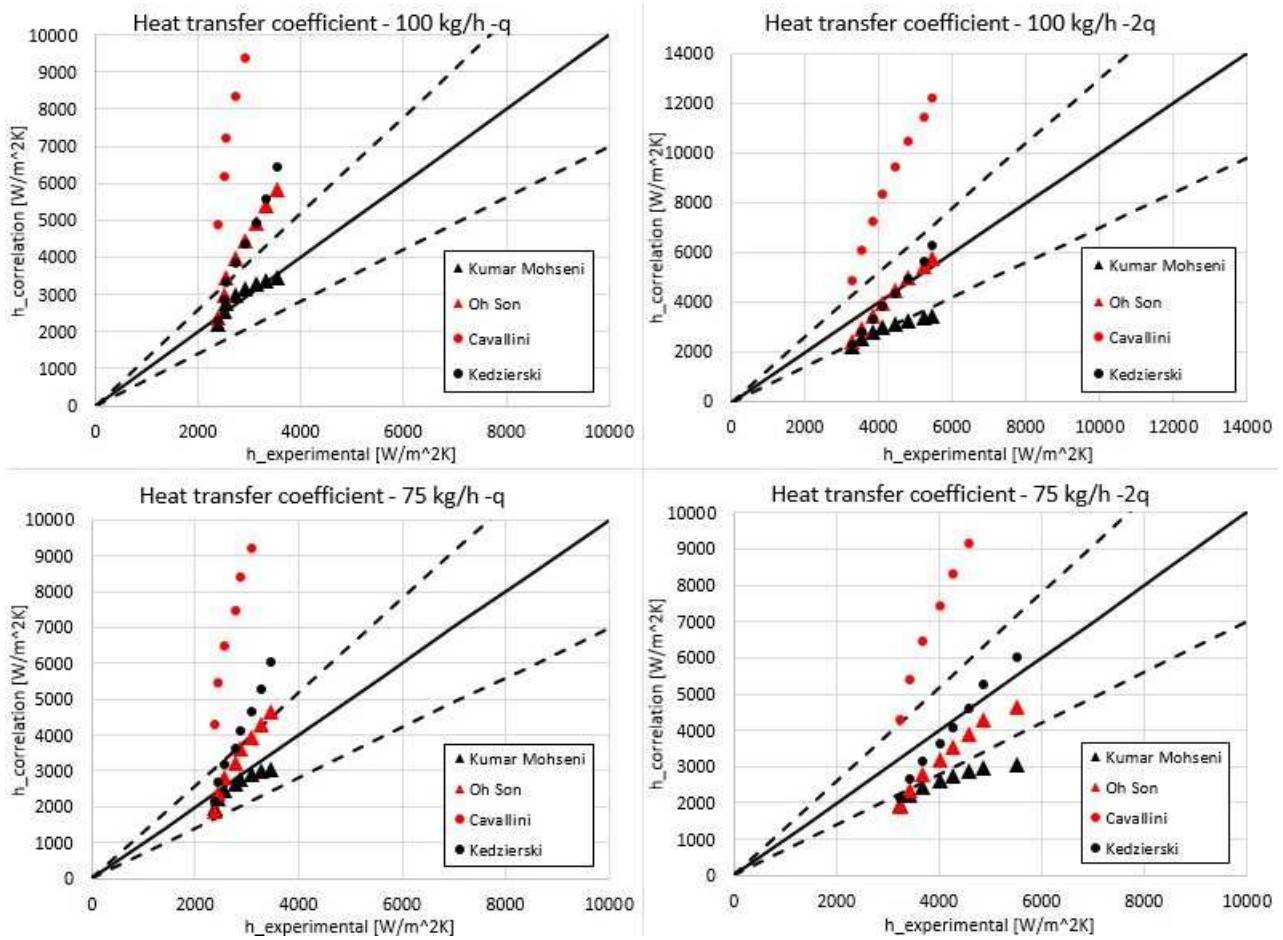 Heat transfer coefficient - 100 kg/h -q
h_correlation [W/m^2K]
10000
9000
8000
7000
6000
5000
4000
3000
2000
1000
0
Kumar Mohseni
Oh Son
Cavallini
Kedzierski
0 2000 4000 6000 8000 10000
h_experimental [W/m^2K]
Heat transfer coefficient - 100 kg/h -2q
h_correlation [W/m^2K]
14000
12000
10000
8000
6000
4000
2000
0
Kumar Mohseni
Oh Son
Cavallini
Kedzierski
0 2000 4000 6000 8000 10000 12000 14000
h_experimental [W/m^2K]
Heat transfer coefficient - 75 kg/h -q
h_correlation [W/m^2K]
10000
9000
8000
7000
6000
5000
4000
3000
2000
1000
0
Kumar Mohseni
Oh Son
Cavallini
Kedzierski
0 2000 4000 6000 8000 10000
h_experimental [W/m^2K]
Heat transfer coefficient - 75 kg/h -2q
h_correlation [W/m^2K]
10000
9000
8000
7000
6000
5000
4000
3000
2000
1000
0
Kumar Mohseni
Oh Son
Cavallini
Kedzierski
0 2000 4000 6000 8000 10000
h_experimental [W/m^2K]